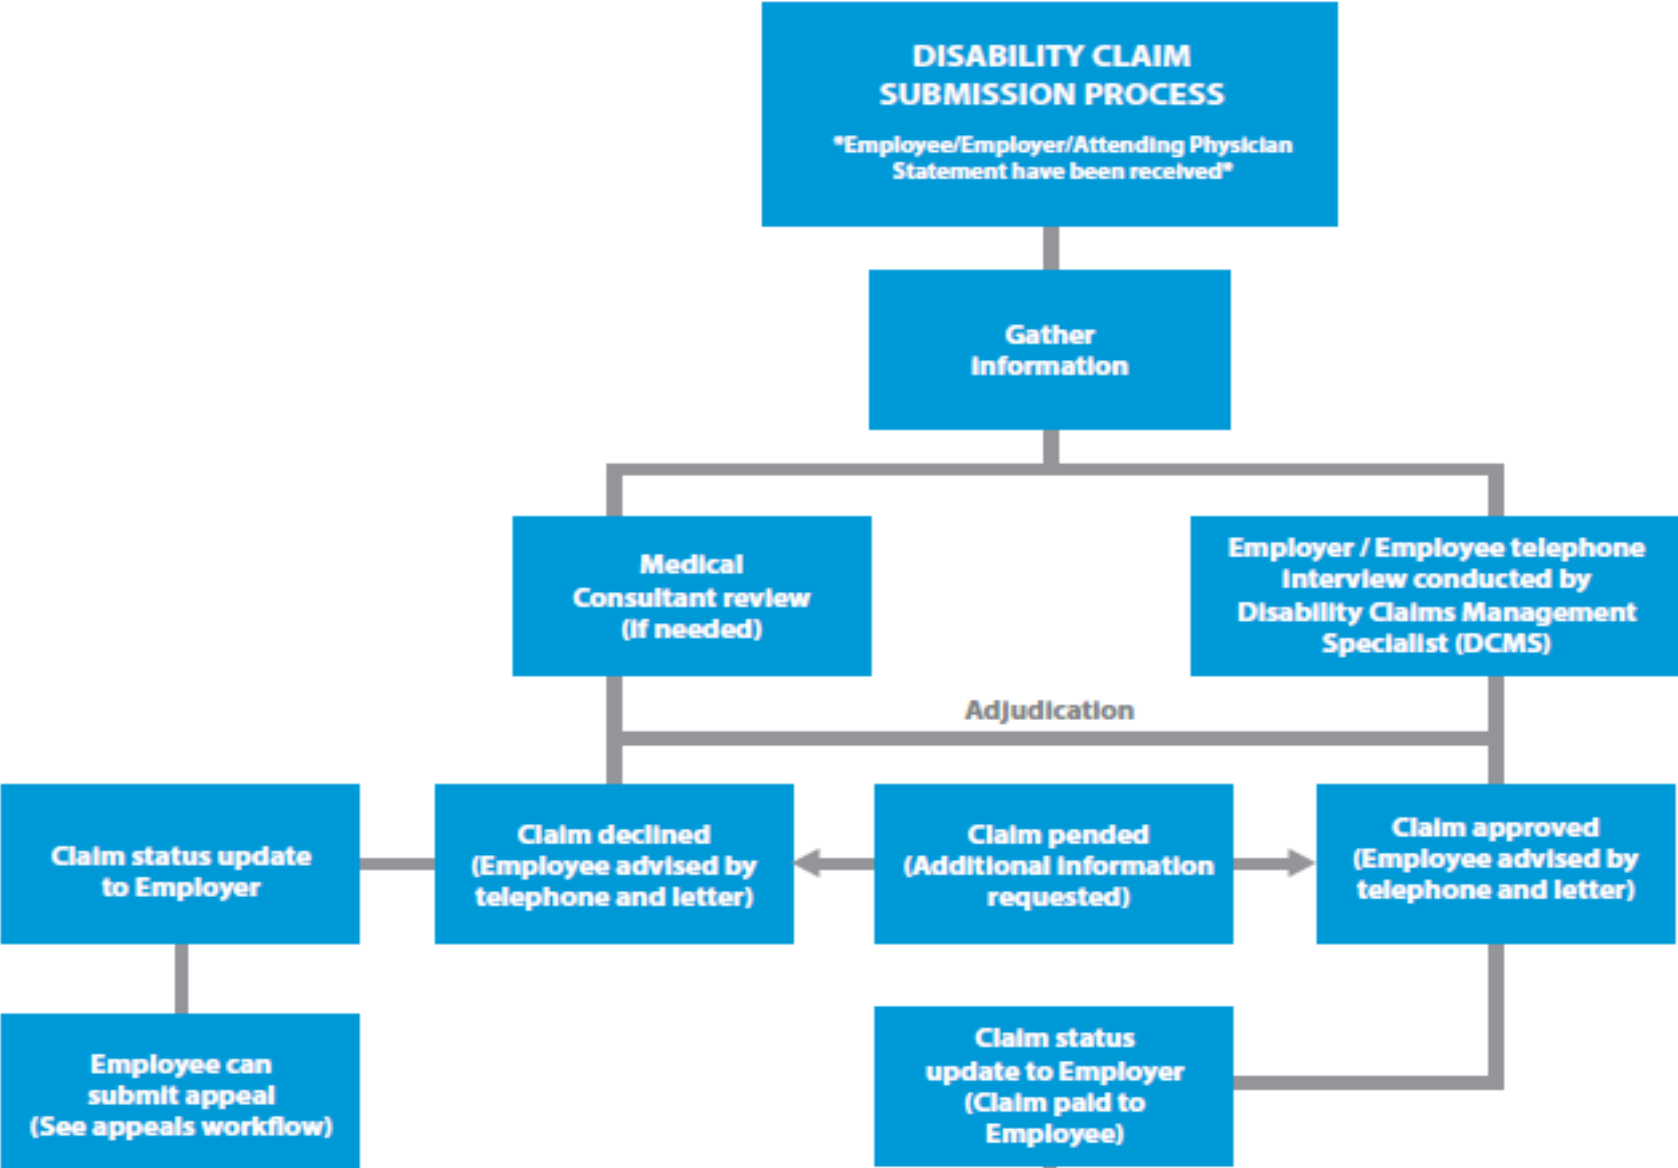 DISABILITY CLAIM
SUBMISSION PROCESS
*Employee/Employer/Attending Physician
Statement have been received*
Gather
Information
Medical
Consultant review
(If needed)
Employer / Employee telephone
Interview conducted by
Disability Claims Management
Specialist (DCMS)
Adjudication
Claim status update
to Employer
Claim declined
(Employee advised by
telephone and letter)
Claim pended
(Additional Information
requested)
Claim approved
(Employee advised by
telephone and letter)
Employee can
submit appeal
(See appeals workflow)
Claim status
update to Employer
(Claim paid to
Employee)